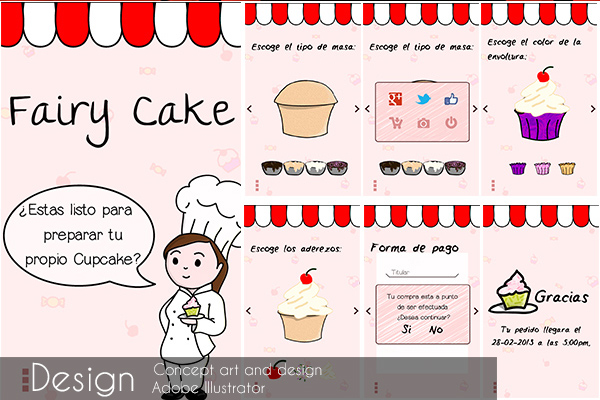 Fairy Cake
¿Estas listo para
preparar tu
propio Cupcake?
Escoge el tipo de masa:
Escoge el tipo de masa:
Escoge el color de la
envoltura:
Escoge los aderezos:
Forma de pago
Titular
Tu compra esta a punto
de ser efectuada
¿Desea continuar?
Si No
Gracias
Tu pedido llegara el
28-02-2013 a las 5:00pm.
Design
Concept art and design
Adobe Illustrator